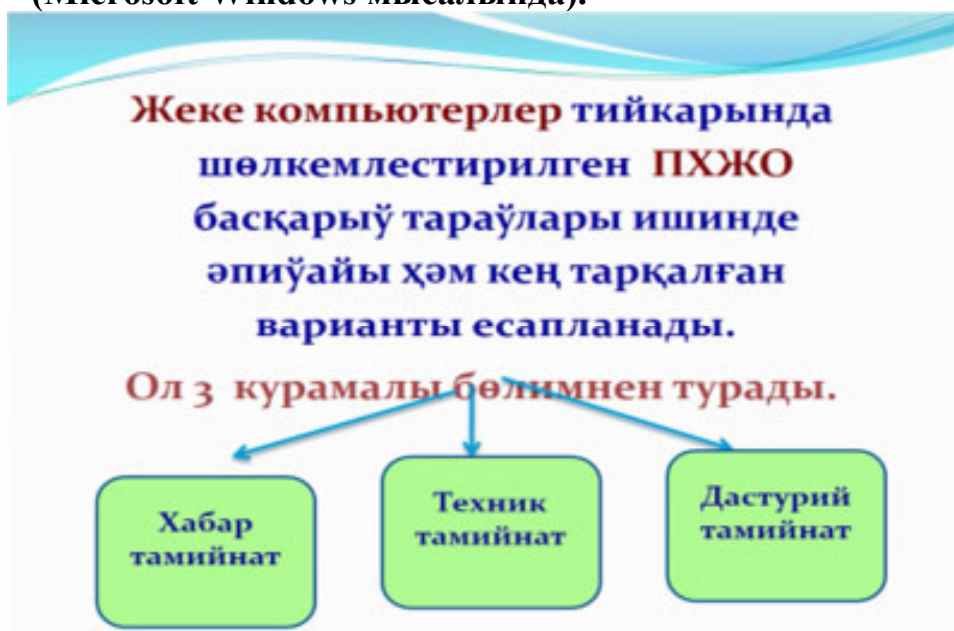 (Microsoft Windows мысалында).
Жеке компьютерлер тийкарында
шөлкемлестирилген ПХЖО
басқарыў тараўлары ишинде
әпиўайы ҳәм кең тарқалған
варианты есапланады.
Ол 3 курамалы бөлимнен турады.
Хабар
тамийнат
Техник
тамийнат
Дастурий
тамийнат